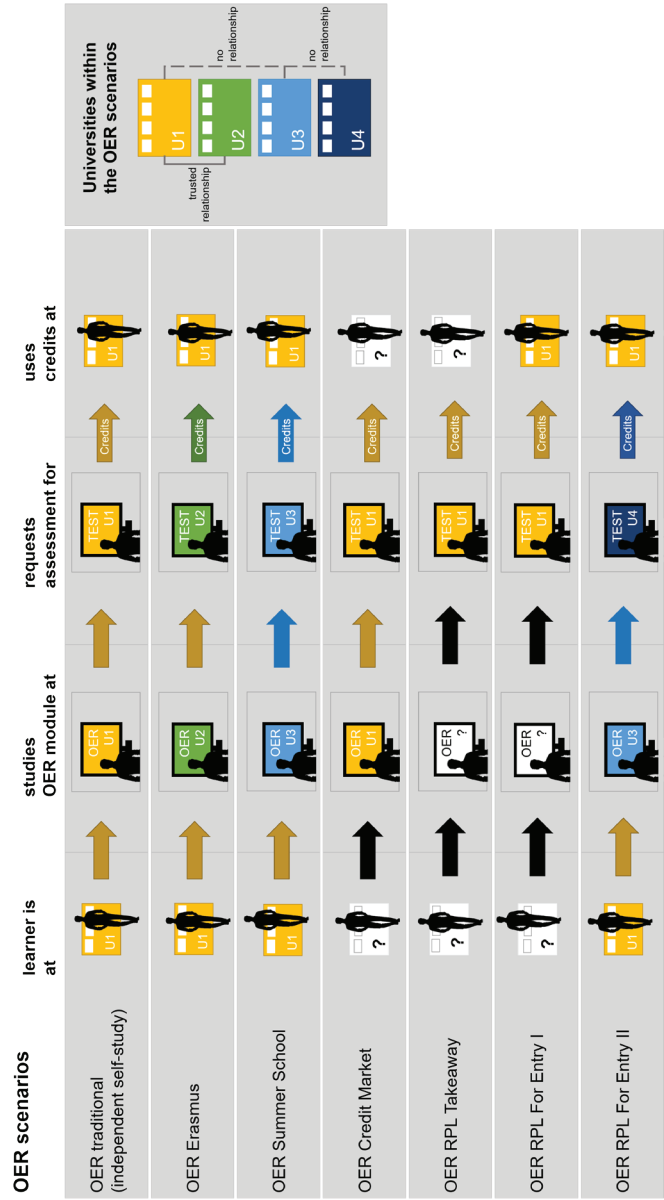 OER scenarios
learner is
at
studies
OER module at
requests
assessment for
uses
credits at
OER traditional
(independent self-study)
U1
OER
U1
TEST
U1
Credits
U1
OER Erasmus
U1
OER
U2
TEST
U2
Credits
U1
OER Summer School
U1
OER
U3
TEST
U3
Credits
U1
OER Credit Market
?
OER
U1
TEST
U1
Credits
?
OER RPL Takeaway
?
OER
?
TEST
U1
Credits
?
OER RPL For Entry I
?
OER
?
TEST
U1
Credits
U1
OER RPL For Entry II
U1
OER
U3
TEST
U4
Credits
U1
Universities within
the OER scenarios
trusted
relationship
U1
U2
U3
U4
no
relationship
no
relationship